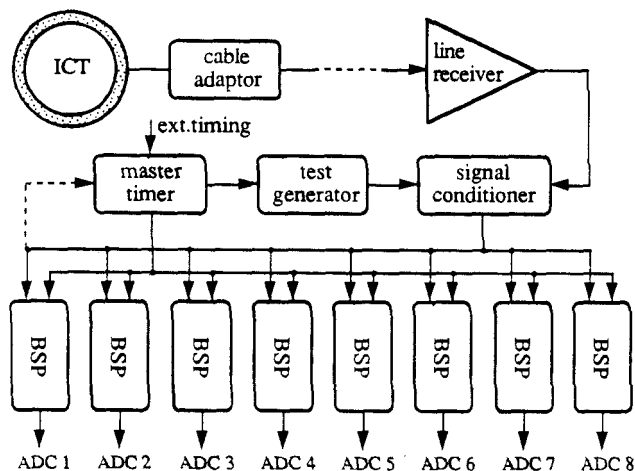 ICT
cable
adaptor
line
receiver
ext.timing
master
timer
test
generator
signal
conditioner
BSP
BSP
BSP
BSP
BSP
BSP
BSP
BSP
ADC 1
ADC 2
ADC 3
ADC 4
ADC 5
ADC 6
ADC 7
ADC 8